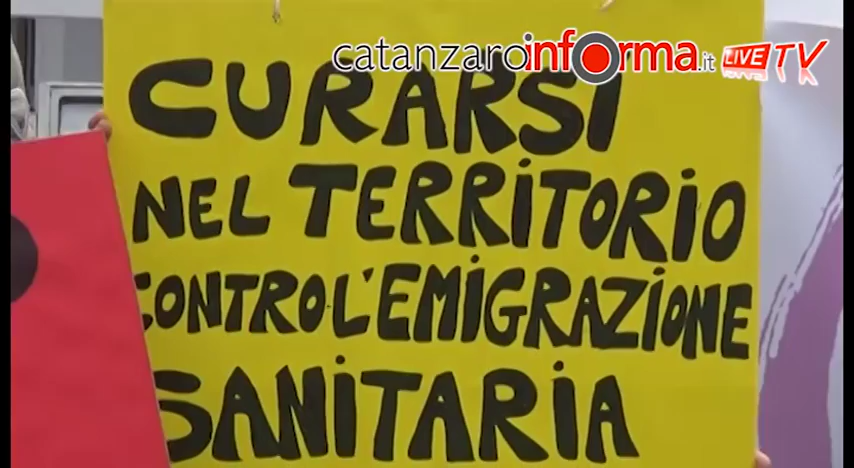 catanzaroinforma.it LIVE TV
CURARSI
NEL TERRITORIO
CONTRO L'EMIGRAZIONE
SANITARIA